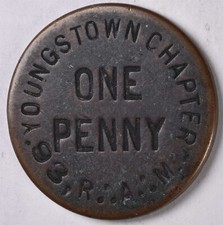 YOUNGSTOWN CHAPTER
ONE
PENNY
93, R.·.A.·.M.·.